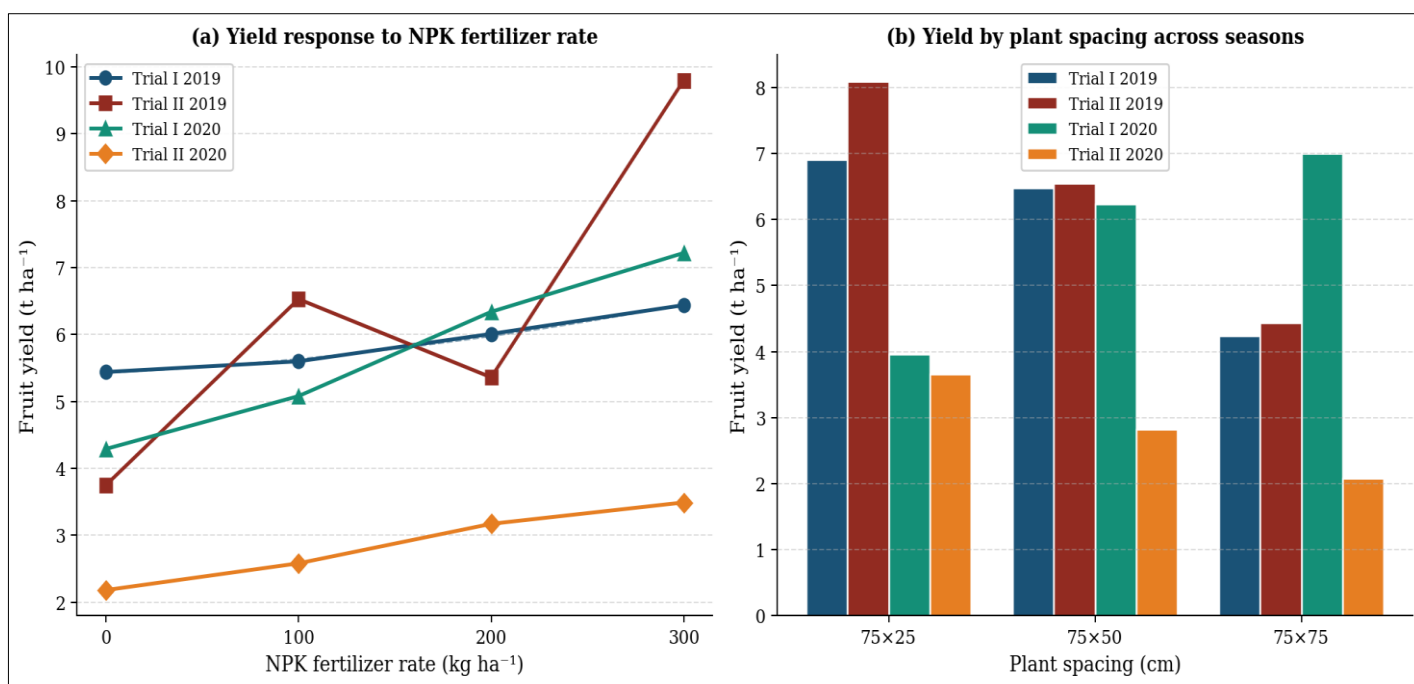 (a) Yield response to NPK fertilizer rate
Trial I 2019
Trial II 2019
Trial I 2020
Trial II 2020
Fruit yield (t ha⁻¹)
10
9
8
7
6
5
4
3
2
0
100
200
300
NPK fertilizer rate (kg ha⁻¹)
(b) Yield by plant spacing across seasons
Trial I 2019
Trial II 2019
Trial I 2020
Trial II 2020
Fruit yield (t ha⁻¹)
8
7
6
5
4
3
2
1
0
75×25
75×50
75×75
Plant spacing (cm)